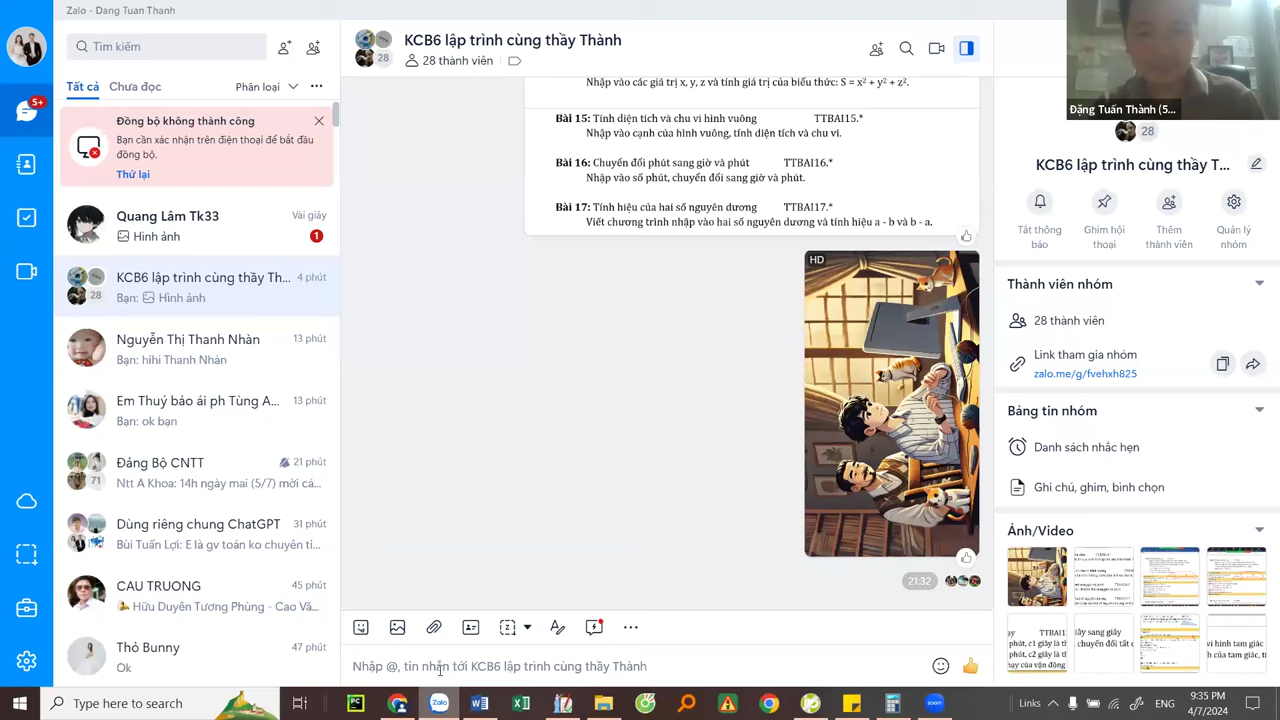 Zalo - Dang Tuan Thanh
Tìm kiếm
Tất cả
Chưa đọc
Phân loại
5+
Đồng bộ không thành công
Bạn cần xác nhận trên điện thoại để bắt đầu
đồng bộ.
Thử lại
Quang Lâm Tk33
Vài giây
Hình ảnh
1
KCB6 lập trình cùng thầy Th...
4 phút
28
Bạn: Hình ảnh
Nguyễn Thị Thanh Nhàn
13 phút
Bạn: hihi Thanh Nhàn
Em Thuý bảo ái ph Tùng A...
13 phút
Bạn: ok bạn
Đảng Bộ CNTT
21 phút
71
Ntt A Khoa: 14h ngày mai (5/7) mời cá...
Dùng riêng chung ChatGPT
31 phút
Bùi Tuấn Lợi: E là gv toán ko chuyên ti...
CAU TRUONG
45 phút
Hữu Duyên Tương Phùng - Cao Vă...
Thỏ Bunny
47 phút
Ok
KCB6 lập trình cùng thầy Thành
28
28 thành viên
Nhập vào các giá trị x, y, z và tính giá trị của biểu thức: S = x² + y² + z².
Bài 15: Tính diện tích và chu vi hình vuông TTBAI15.*
Nhập vào cạnh của hình vuông, tính diện tích và chu vi.
Bài 16: Chuyển đổi phút sang giờ và phút TTBAI16.*
Nhập vào số phút, chuyển đổi sang giờ và phút.
Bài 17: Tính hiệu của hai số nguyên dương TTBAI17.*
Viết chương trình nhập vào hai số nguyên dương và tính hiệu a - b và b - a.
HD
21:32
Nhập @, tin nhắn tới KCB6 lập trình cùng thầy Thành
Đặng Tuấn Thành (5...
28
KCB6 lập trình cùng thầy T...
Tắt thông
báo
Ghim hội
thoại
Thêm
thành viên
Quản lý
nhóm
Thành viên nhóm
28 thành viên
Link tham gia nhóm
zalo.me/g/fvehxh825
Bảng tin nhóm
Danh sách nhắc hẹn
Ghi chú, ghim, bình chọn
Ảnh/Video
Type here to search
Links
ENG
9:35 PM
4/7/2024